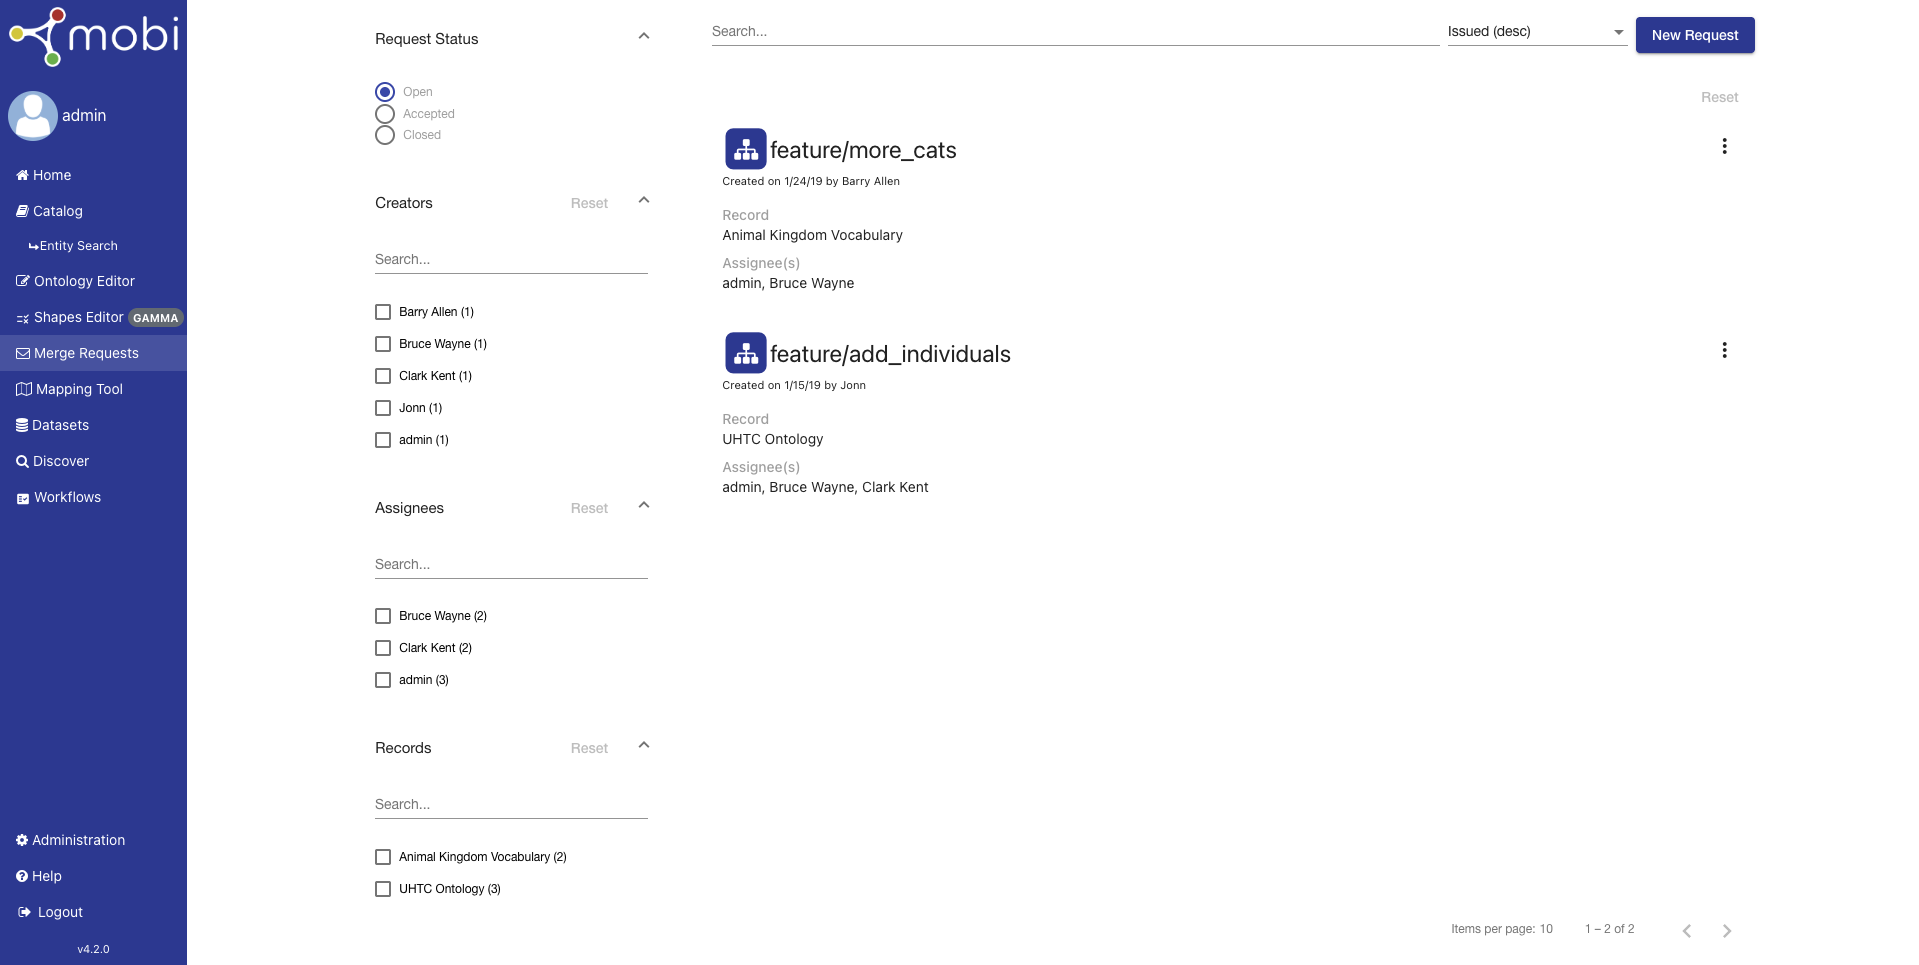 mobi
admin
Home
Catalog
Entity Search
Ontology Editor
Shapes Editor GAMMA
Merge Requests
Mapping Tool
Datasets
Discover
Workflows
Administration
Help
Logout
v4.2.0
Request Status
Open
Accepted
Closed
Creators Reset
Search...
Barry Allen (1)
Bruce Wayne (1)
Clark Kent (1)
Jonn (1)
admin (1)
Assignees Reset
Search...
Bruce Wayne (2)
Clark Kent (2)
admin (3)
Records Reset
Search...
Animal Kingdom Vocabulary (2)
UHTC Ontology (3)
Search... Issued (desc) New Request
Reset
feature/more_cats
Created on 1/24/19 by Barry Allen
Record
Animal Kingdom Vocabulary
Assignee(s)
admin, Bruce Wayne
feature/add_individuals
Created on 1/15/19 by Jonn
Record
UHTC Ontology
Assignee(s)
admin, Bruce Wayne, Clark Kent
Items per page: 10 1 – 2 of 2